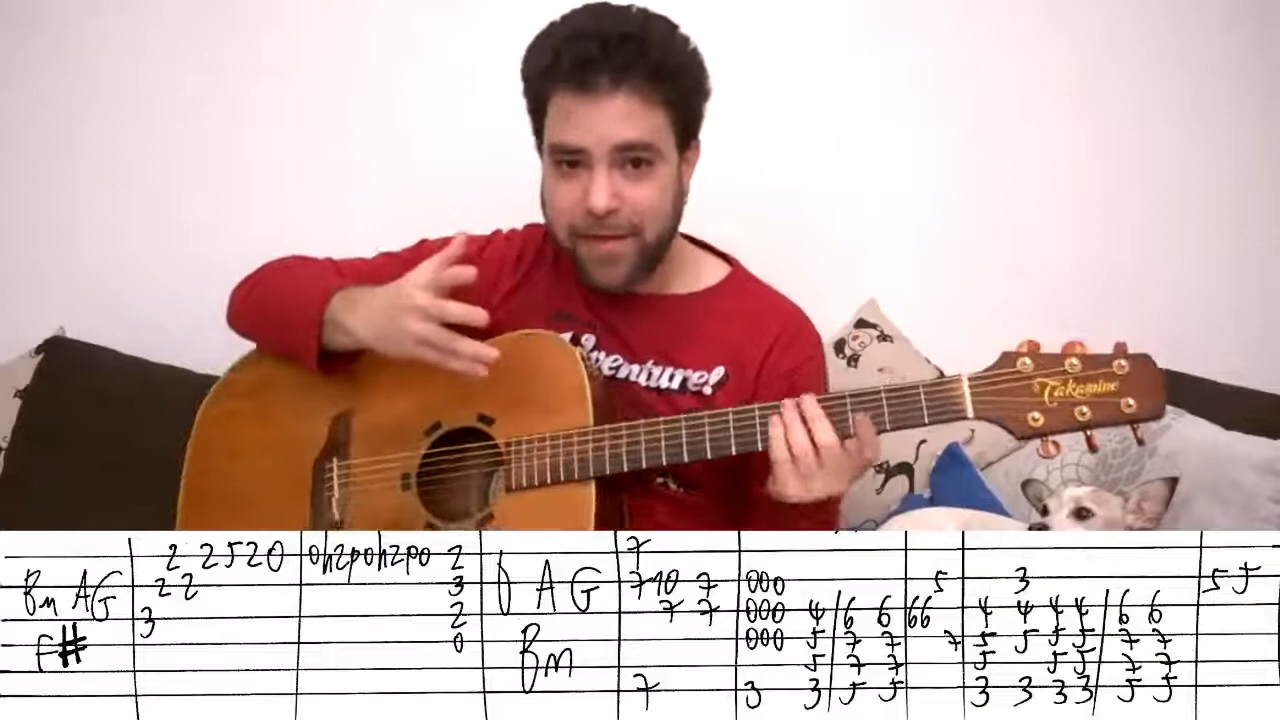 Adventure!
Takamine
2 2 5 2 0 0h2p0h2p0 2 7
Bm A G 2 2 3 D A G 7 10 7 000 5 3 5 5
3 2 7 7 000 4 6 6 66 4 4 4 4 6 6
F# 0 Bm 000 5 7 7 7 5 5 5 5 7 7
5 7 7 5 5 5 7 7
7 3 3 5 5 3 3 3 3 5 5